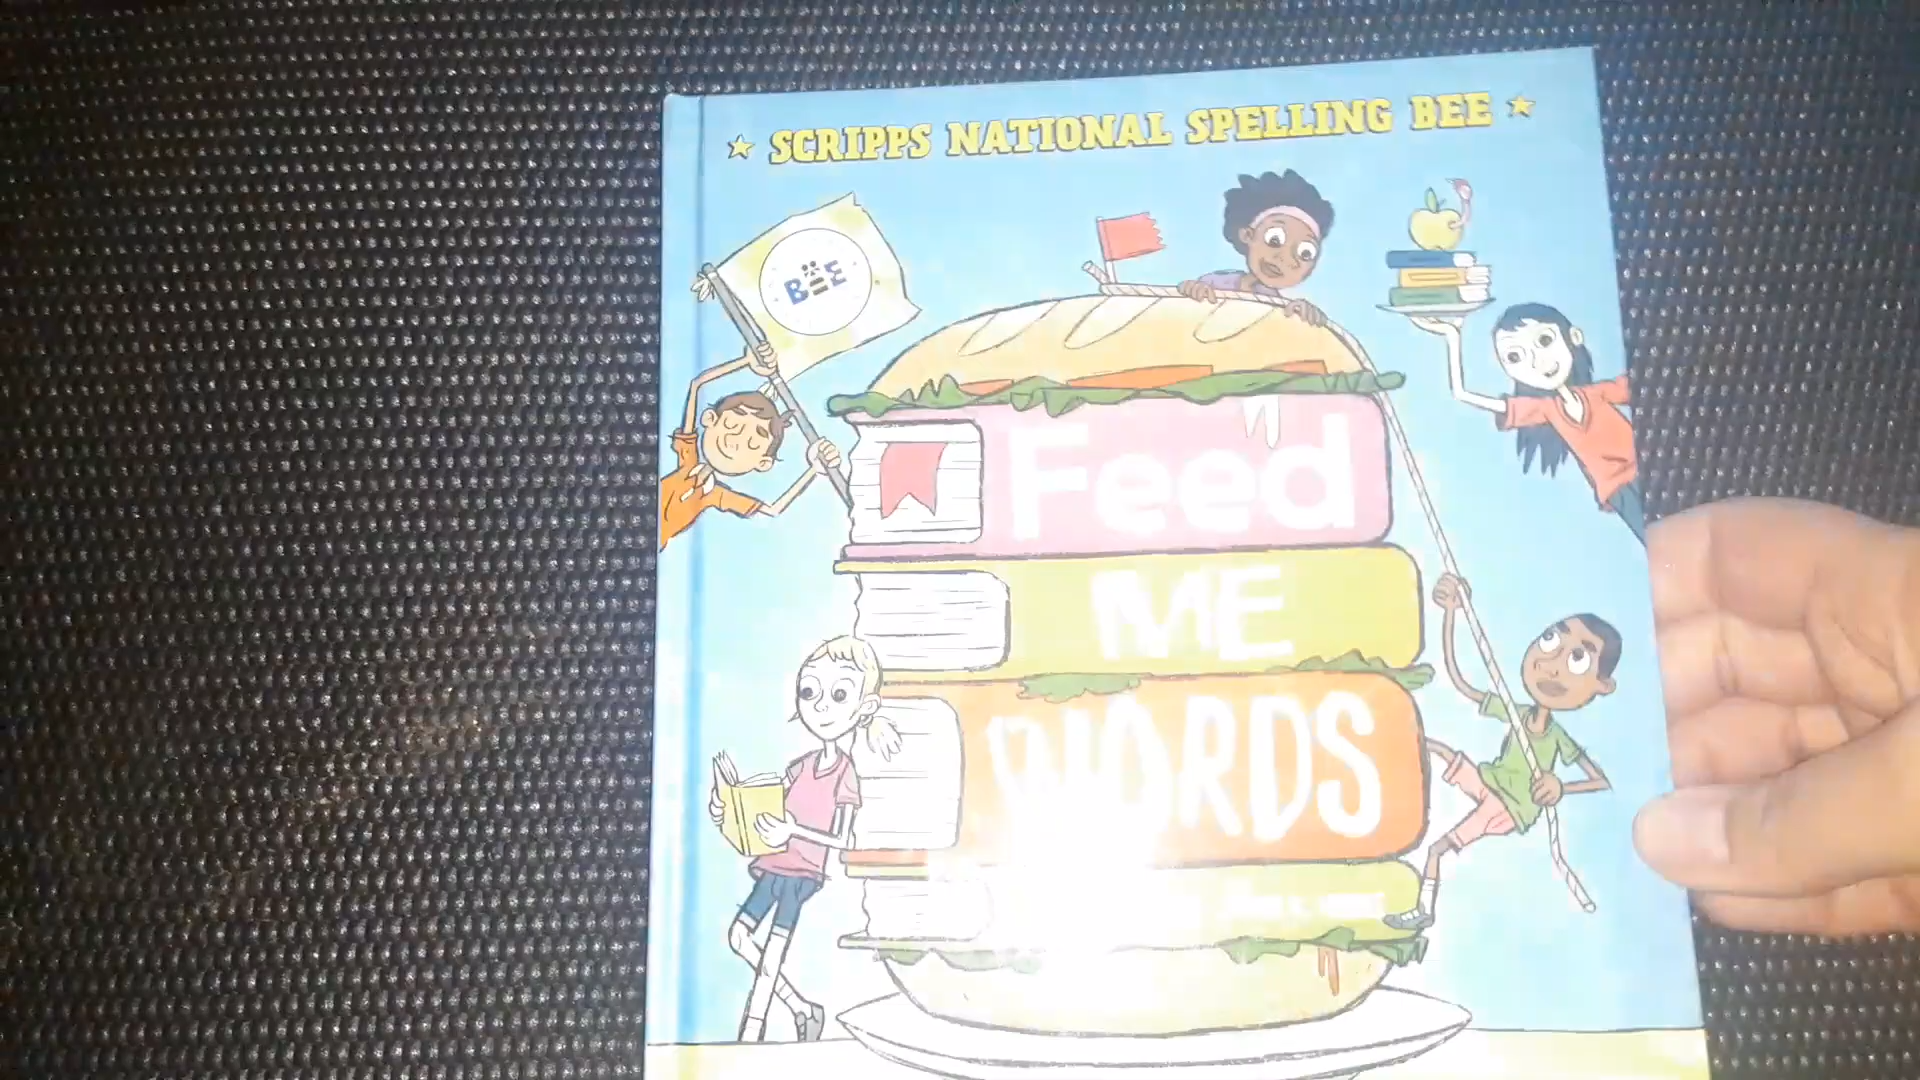 SCRIPPS NATIONAL SPELLING BEE
BEE
Feed
ME
WORDS